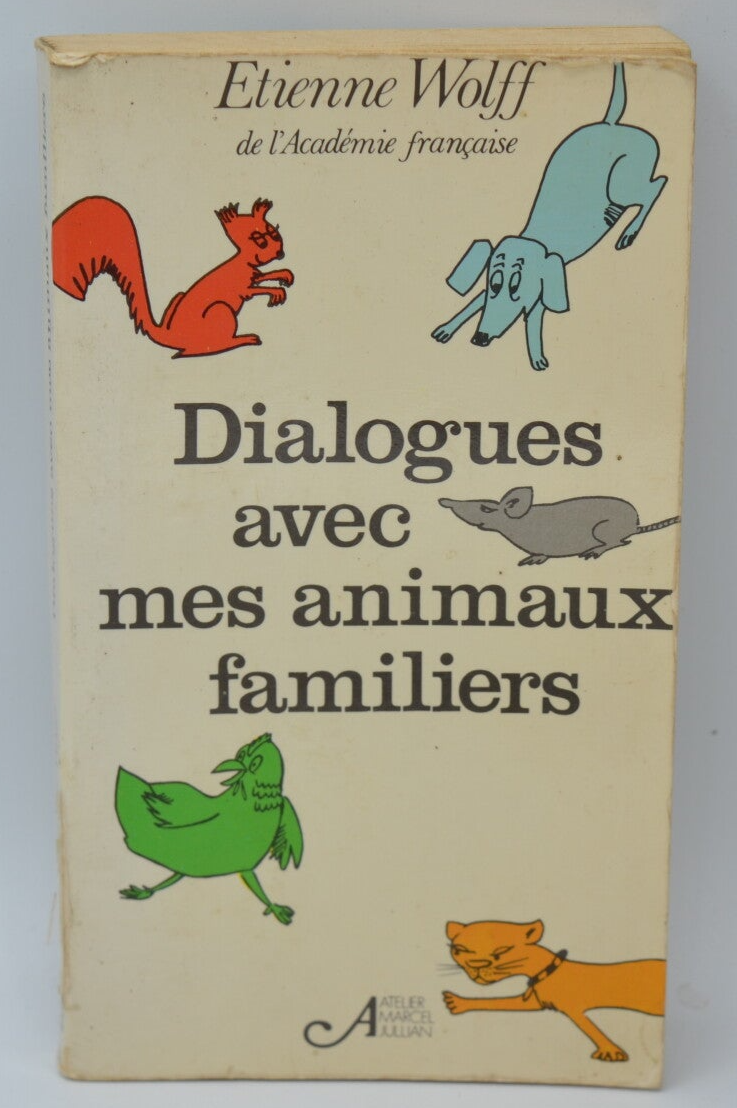 Etienne Wolff
de l'Académie française
Dialogues
avec
mes animaux
familiers
ATELIER
MARCEL
JULLIAN